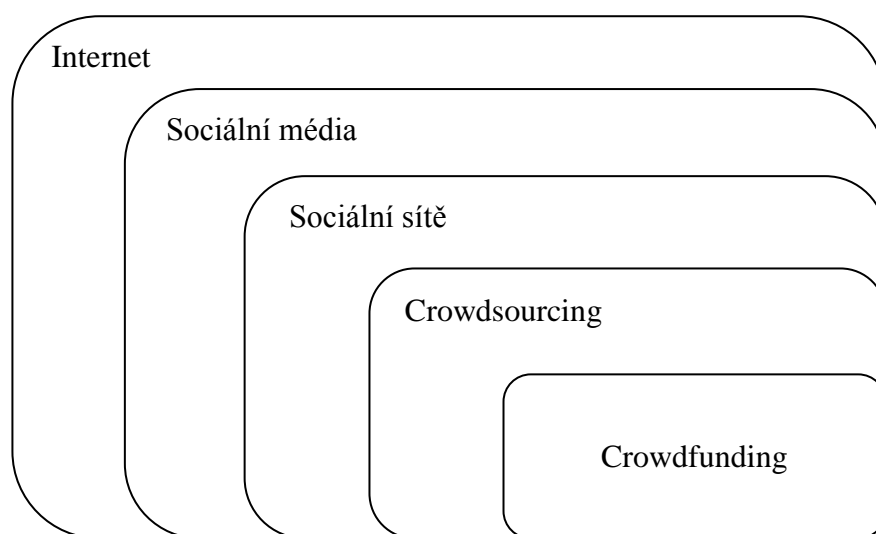 Internet
Sociální média
Sociální sítě
Crowdsourcing
Crowdfunding